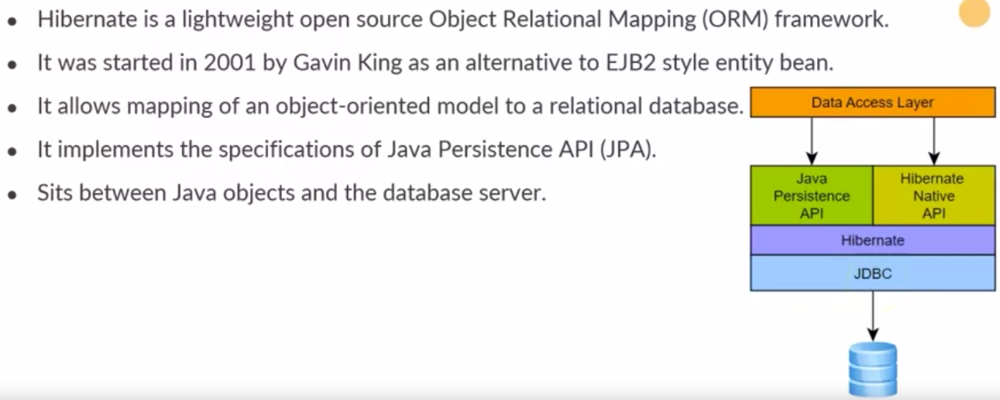 • Hibernate is a lightweight open source Object Relational Mapping (ORM) framework.
• It was started in 2001 by Gavin King as an alternative to EJB2 style entity bean.
• It allows mapping of an object-oriented model to a relational database.
• It implements the specifications of Java Persistence API (JPA).
• Sits between Java objects and the database server.
Data Access Layer
Java
Persistence
API
Hibernate
Native
API
Hibernate
JDBC